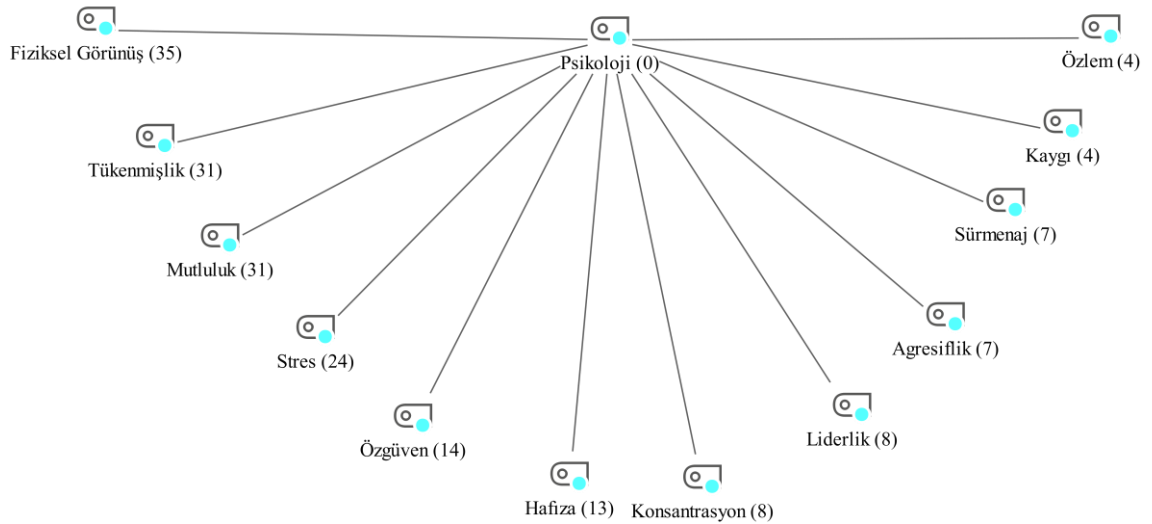 Fiziksel Görünüş (35)
Psikoloji (0)
Özlem (4)
Tükenmişlik (31)
Kaygı (4)
Mutluluk (31)
Sürmenaj (7)
Stres (24)
Agresiflik (7)
Özgüven (14)
Liderlik (8)
Hafıza (13)
Konsantrasyon (8)